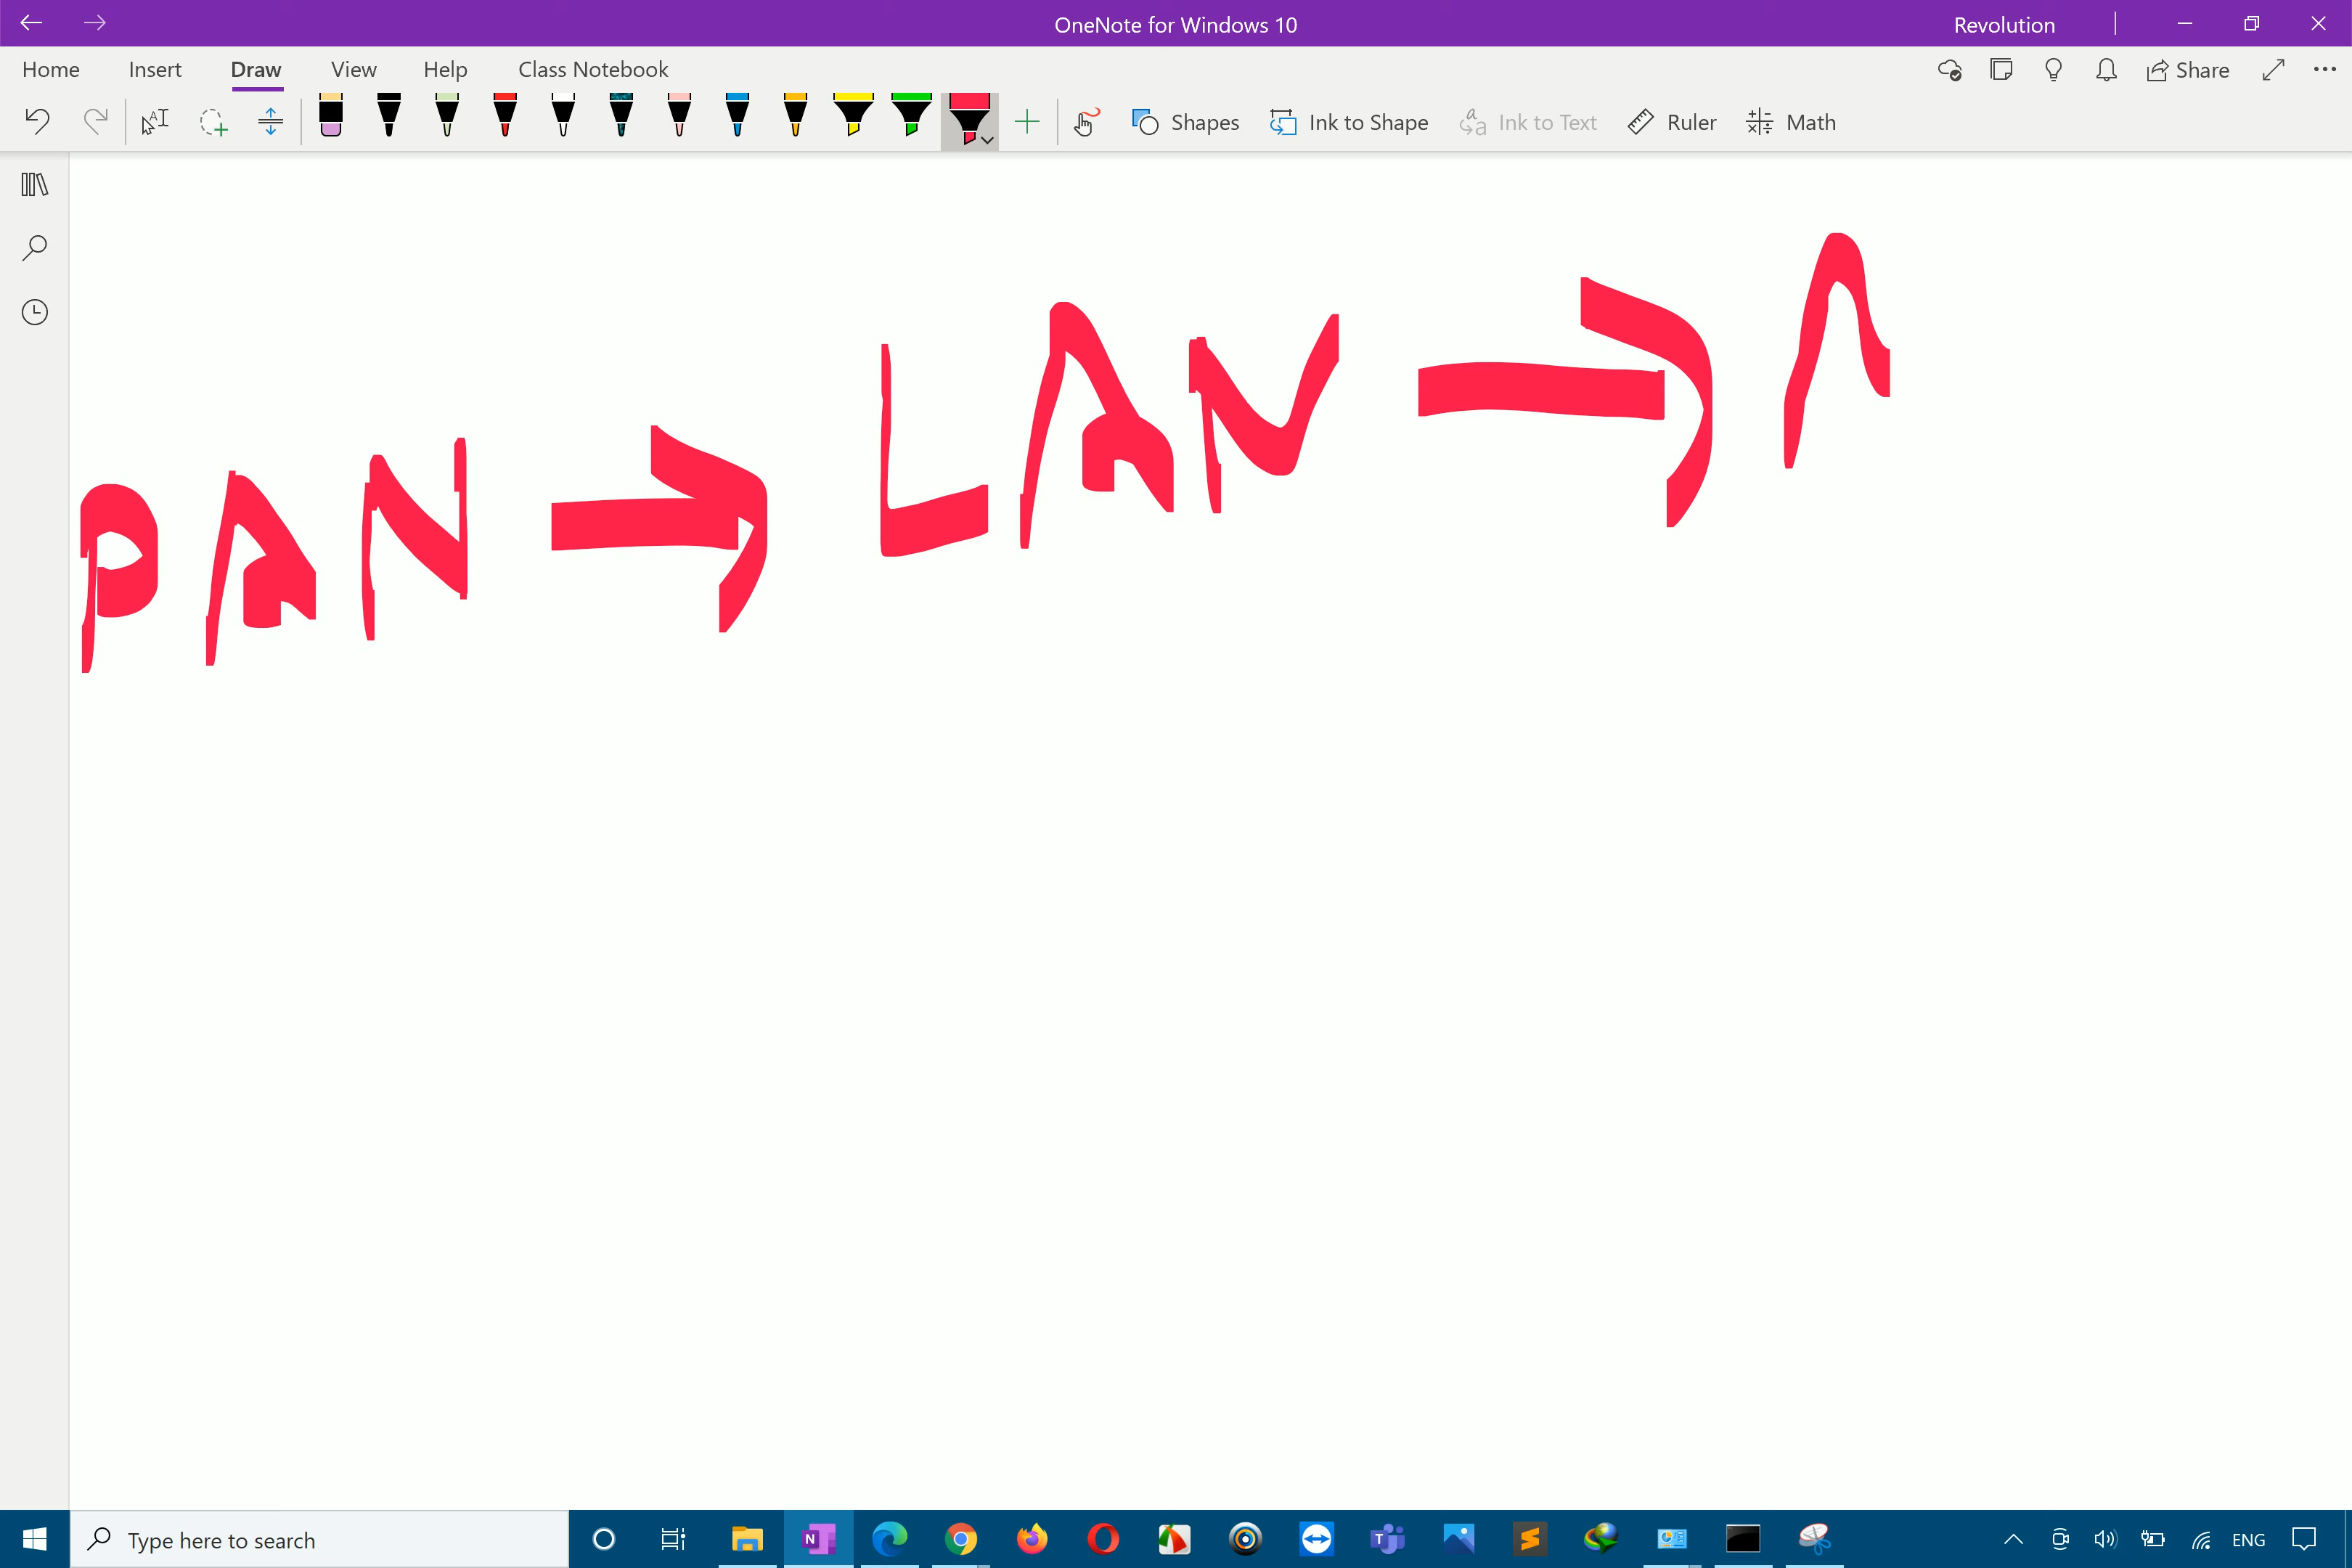 OneNote for Windows 10
Revolution
Home Insert Draw View Help Class Notebook
Share
Shapes Ink to Shape Ink to Text Ruler Math
PAN → LAN →
Type here to search
ENG